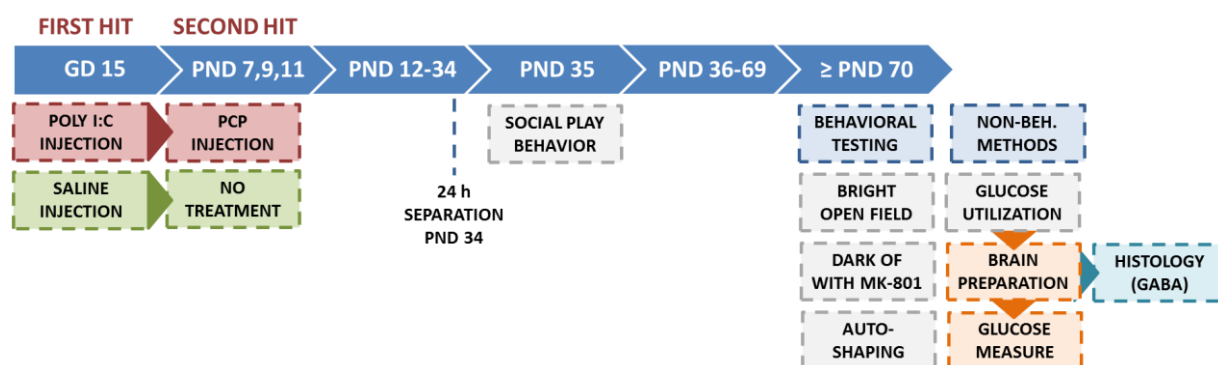 FIRST HIT
SECOND HIT
GD 15
PND 7,9,11
PND 12-34
PND 35
PND 36-69
≥ PND 70
POLY I:C
INJECTION
PCP
INJECTION
SOCIAL PLAY
BEHAVIOR
BEHAVIORAL
TESTING
NON-BEH.
METHODS
SALINE
INJECTION
NO
TREATMENT
24 h
SEPARATION
PND 34
BRIGHT
OPEN FIELD
GLUCOSE
UTILIZATION
DARK OF
WITH MK-801
BRAIN
PREPARATION
HISTOLOGY
(GABA)
AUTO-
SHAPING
GLUCOSE
MEASURE